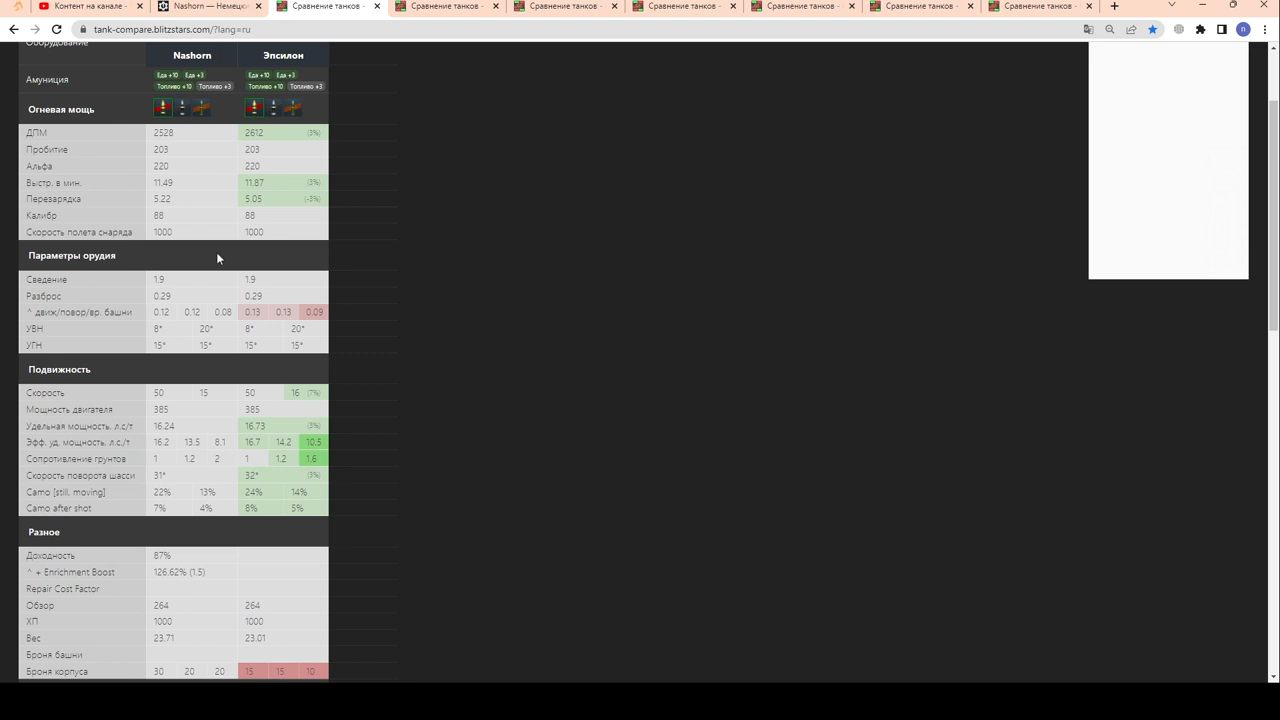 Контент на канале -
Nashorn — Немецки
Сравнение танков -
Сравнение танков -
Сравнение танков -
Сравнение танков -
Сравнение танков -
Сравнение танков -
Сравнение танков -
tank-compare.blitzstars.com/?lang=ru
n
Оборудование
Nashorn Эпсилон
Амуниция
Еда +10 Еда +3 Еда +10 Еда +3
Топливо +10 Топливо +3 Топливо +10 Топливо +3
Огневая мощь
ДПМ 2528 2612 (3%)
Пробитие 203 203
Альфа 220 220
Выстр. в мин. 11.49 11.87 (3%)
Перезарядка 5.22 5.05 (-3%)
Калибр 88 88
Скорость полета снаряда 1000 1000
Параметры орудия
Сведение 1.9 1.9
Разброс 0.29 0.29
^ движ/повор/вр. башни 0.12 0.12 0.08 0.13 0.13 0.09
УВН 8° 20° 8° 20°
УГН 15° 15° 15° 15°
Подвижность
Скорость 50 15 50 16 (7%)
Мощность двигателя 385 385
Удельная мощность. л.с/т 16.24 16.73 (3%)
Эфф. уд. мощность. л.с./т 16.2 13.5 8.1 16.7 14.2 10.5
Сопротивление грунтов 1 1.2 2 1 1.2 1.6
Скорость поворота шасси 31° 32° (3%)
Camo [still. moving] 22% 13% 24% 14%
Camo after shot 7% 4% 8% 5%
Разное
Доходность 87%
^ + Enrichment Boost 126.62% (1.5)
Repair Cost Factor
Обзор 264 264
ХП 1000 1000
Вес 23.71 23.01
Броня башни
Броня корпуса 30 20 20 15 15 10